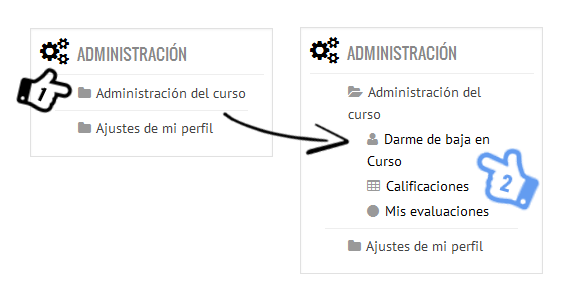 ADMINISTRACIÓN
1
Administración del curso
Ajustes de mi perfil
ADMINISTRACIÓN
Administración del
curso
Darme de baja en
Curso
2
Calificaciones
Mis evaluaciones
Ajustes de mi perfil